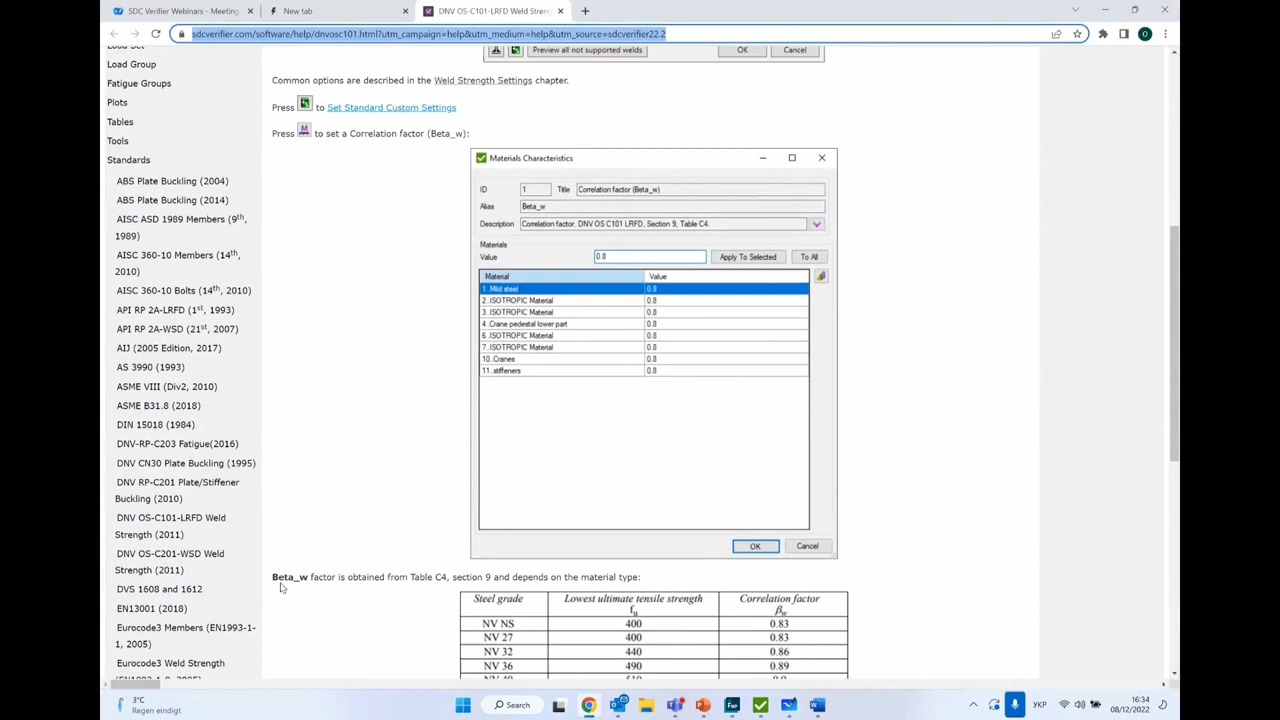 SDC Verifier Webinars - Meeting
New tab
DNV OS-C101-LRFD Weld Streng
sdcverifier.com/software/help/dnvosc101.html?utm_campaign=help&utm_medium=help&utm_source=sdcverifier22.2
O
Load Set
Load Group
Fatigue Groups
Plots
Tables
Tools
Standards
ABS Plate Buckling (2004)
ABS Plate Buckling (2014)
AISC ASD 1989 Members (9th,
1989)
AISC 360-10 Members (14th,
2010)
AISC 360-10 Bolts (14th, 2010)
API RP 2A-LRFD (1st, 1993)
API RP 2A-WSD (21st, 2007)
AIJ (2005 Edition, 2017)
AS 3990 (1993)
ASME VIII (Div2, 2010)
ASME B31.8 (2018)
DIN 15018 (1984)
DNV-RP-C203 Fatigue(2016)
DNV CN30 Plate Buckling (1995)
DNV RP-C201 Plate/Stiffener
Buckling (2010)
DNV OS-C101-LRFD Weld
Strength (2011)
DNV OS-C201-WSD Weld
Strength (2011)
DVS 1608 and 1612
EN13001 (2018)
Eurocode3 Members (EN1993-1-
1, 2005)
Eurocode3 Weld Strength
Preview all not supported welds
OK
Cancel
Common options are described in the Weld Strength Settings chapter.
Press to Set Standard Custom Settings
Press M to set a Correlation factor (Beta_w):
Materials Characteristics
ID 1 Title Correlation factor (Beta_w)
Alias Beta_w
Description Correlation factor. DNV OS C101 LRFD, Section 9, Table C4.
Materials
Value 0.8 Apply To Selected To All
Material Value
1..Mild steel 0.8
2..ISOTROPIC Material 0.8
3..ISOTROPIC Material 0.8
4..Crane pedestal lower part 0.8
6..ISOTROPIC Material 0.8
7..ISOTROPIC Material 0.8
10..Cranes 0.8
11..stiffeners 0.8
OK Cancel
Beta_w factor is obtained from Table C4, section 9 and depends on the material type:
Steel grade Lowest ultimate tensile strength Correlation factor
fu βw
NV NS 400 0.83
NV 27 400 0.83
NV 32 440 0.86
NV 36 490 0.89
3°C
Regen eindigt
Search
УКР
16:34
08/12/2022